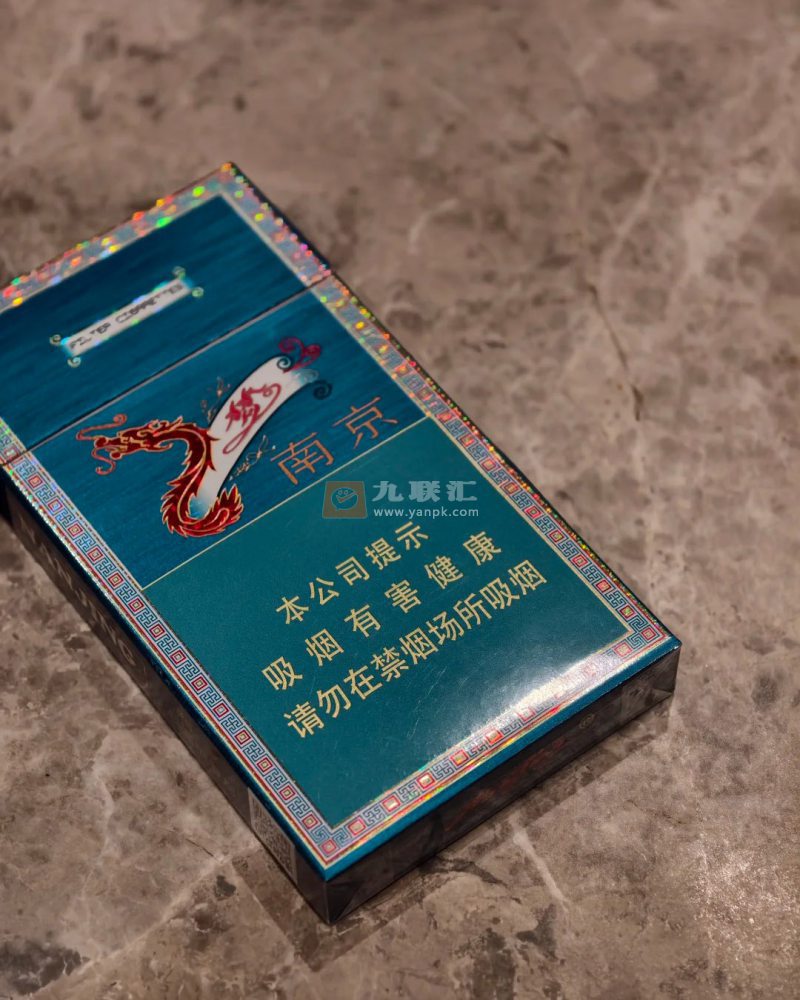 FILTER CIGARETTES
梦
南京
九联汇
www.yanpk.com
本公司提示
吸烟有害健康
请勿在禁烟场所吸烟